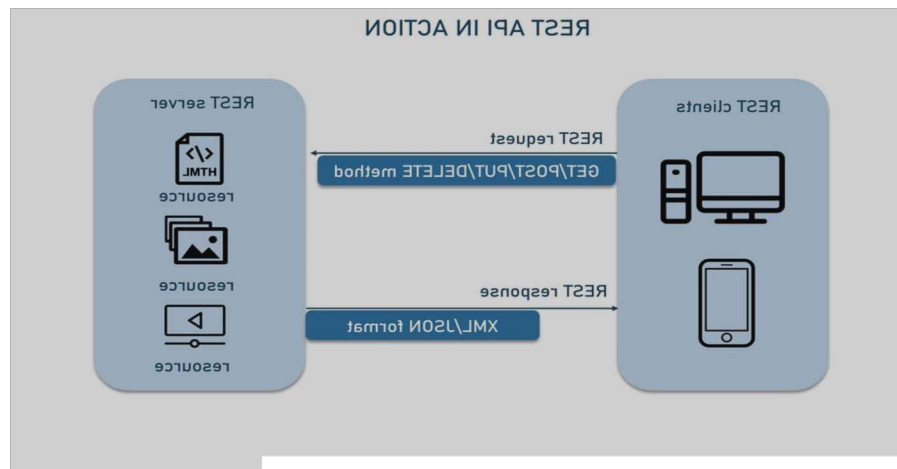 REST API IN ACTION
REST clients
REST request
GET/POST/PUT/DELETE method
REST response
XML/JSON format
REST server
HTML
resource
resource
resource